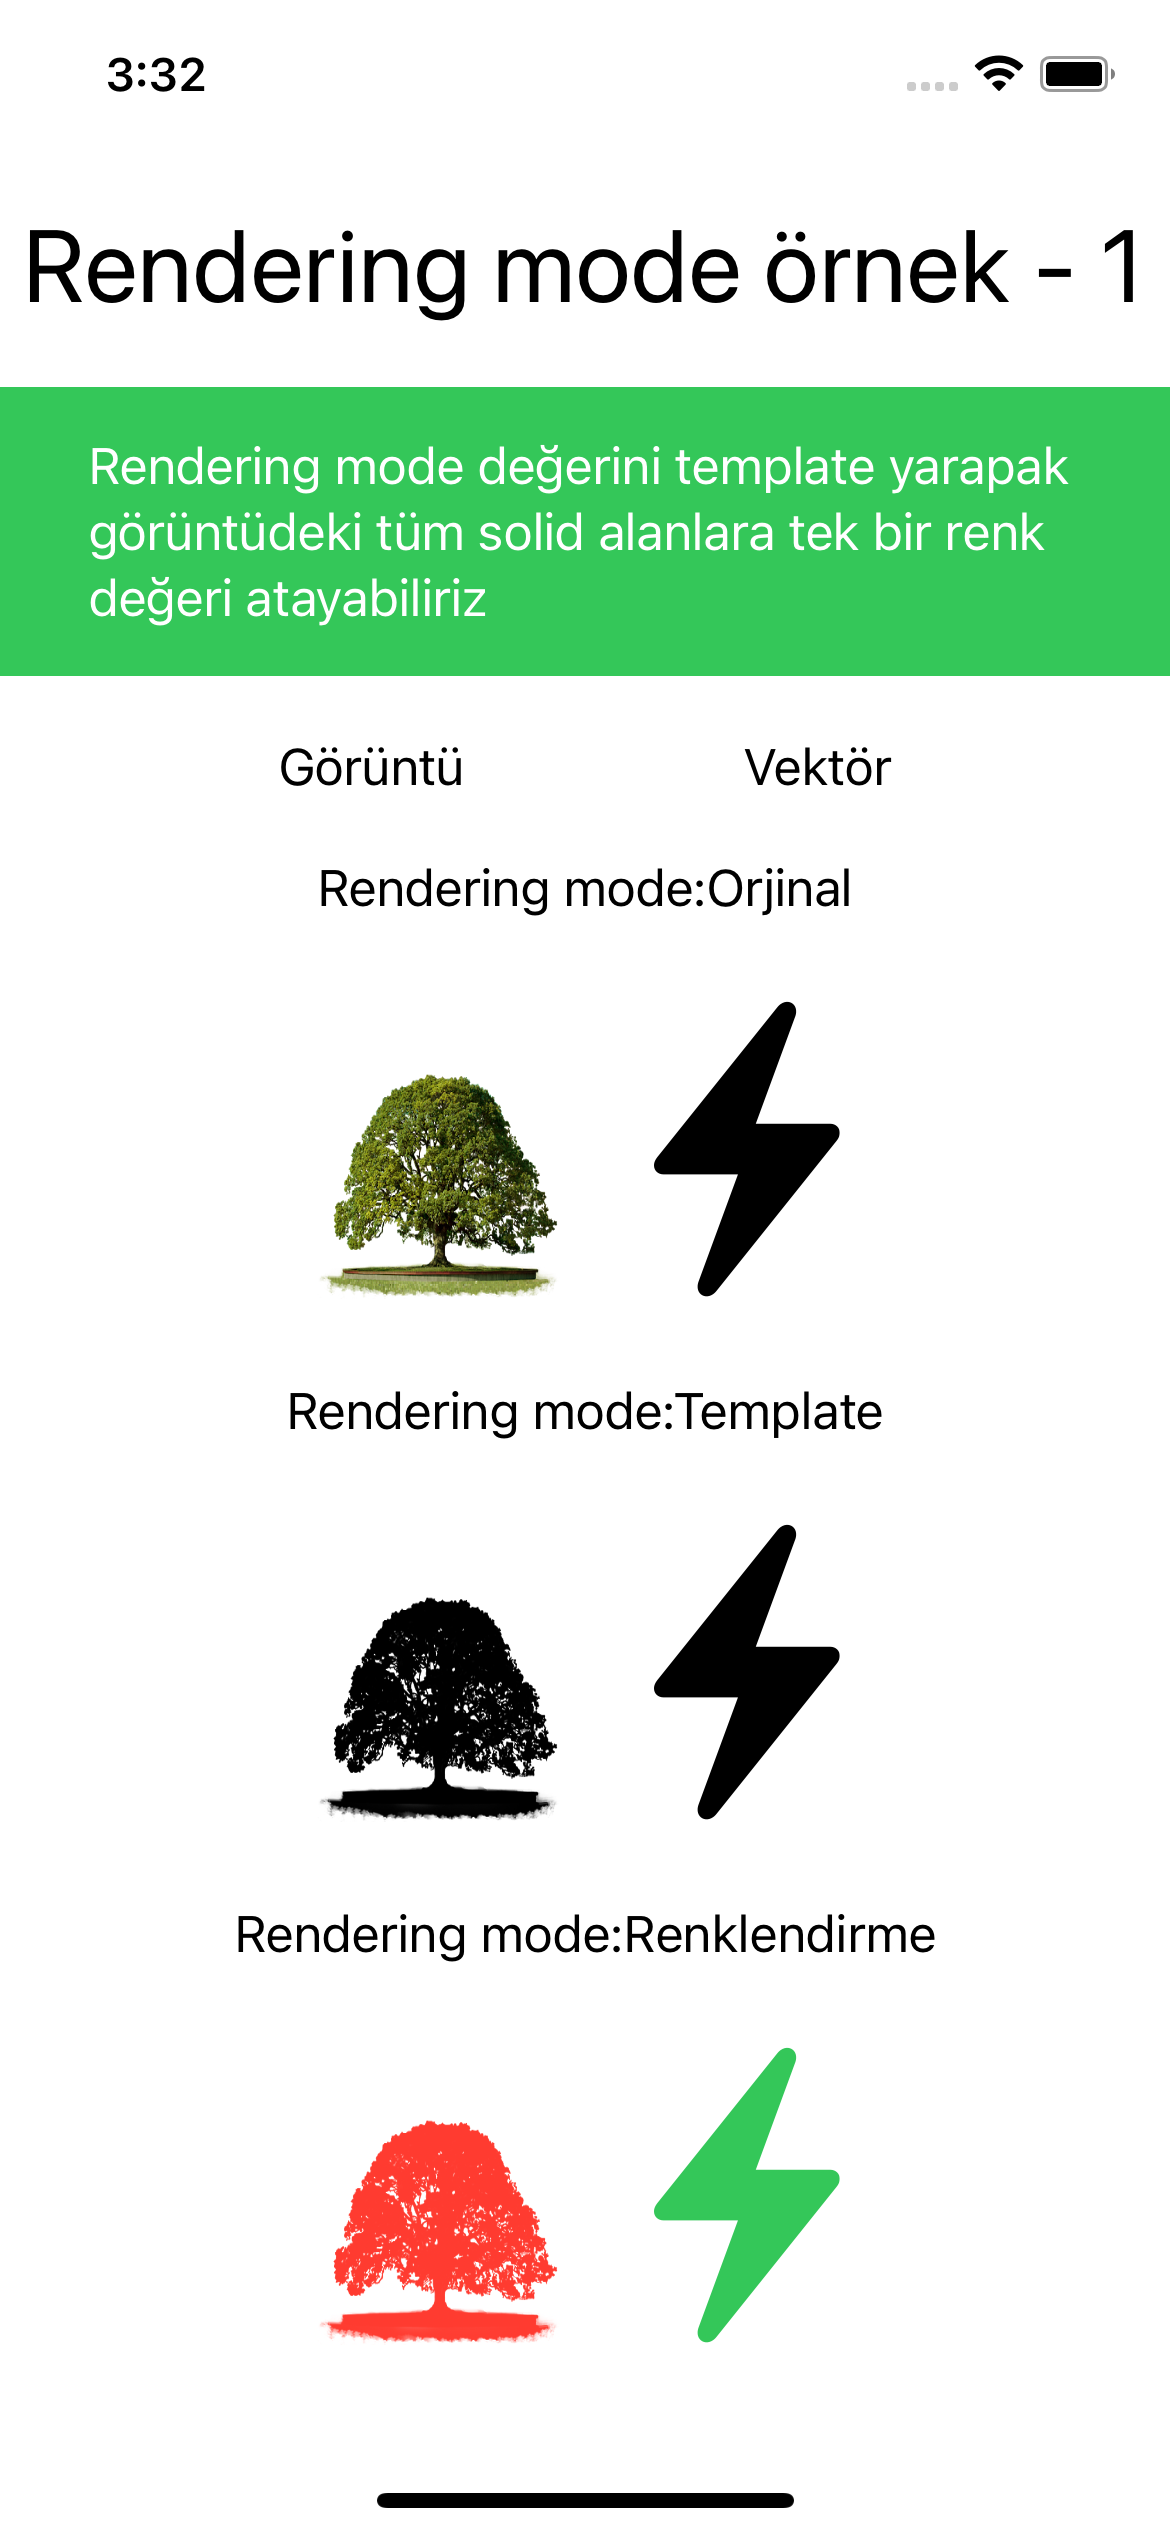 3:32
Rendering mode örnek - 1
Rendering mode değerini template yarapak
görüntüdeki tüm solid alanlara tek bir renk
değeri atayabiliriz
Görüntü Vektör
Rendering mode:Orjinal
Rendering mode:Template
Rendering mode:Renklendirme